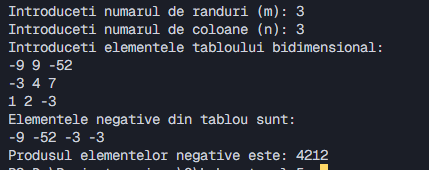 Introduceti numarul de randuri (m): 3
Introduceti numarul de coloane (n): 3
Introduceti elementele tabloului bidimensional:
-9 9 -52
-3 4 7
1 2 -3
Elementele negative din tablou sunt:
-9 -52 -3 -3
Produsul elementelor negative este: 4212